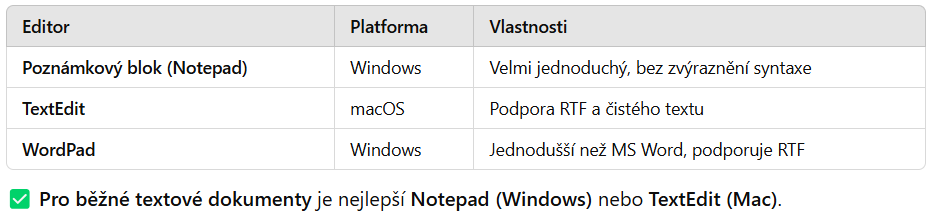 Editor Platforma Vlastnosti
Poznámkový blok (Notepad) Windows Velmi jednoduchý, bez zvýraznění syntaxe
TextEdit macOS Podpora RTF a čistého textu
WordPad Windows Jednodušší než MS Word, podporuje RTF
✅ Pro běžné textové dokumenty je nejlepší Notepad (Windows) nebo TextEdit (Mac).